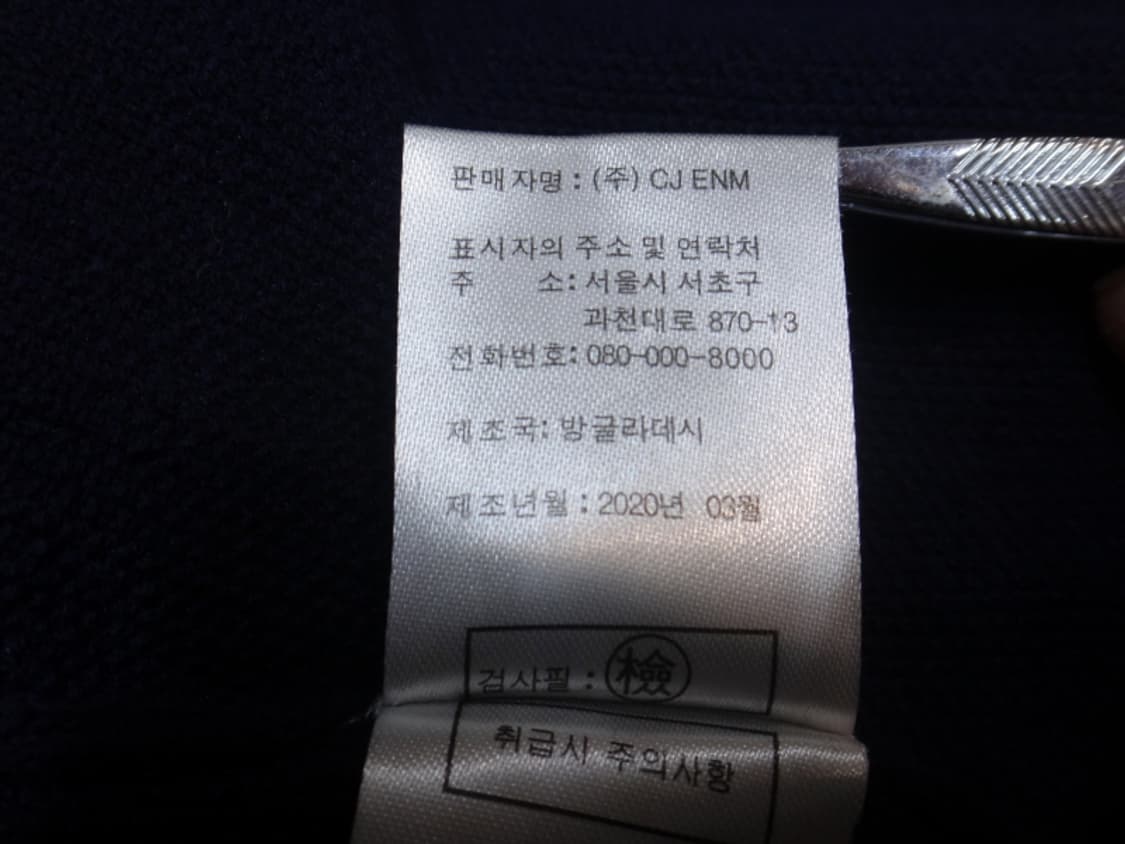 판매자명 : (주) CJ ENM
표시자의 주소 및 연락처
주 소: 서울시 서초구
과천대로 870-13
전화번호: 080-000-8000
제조국: 방글라데시
제조년월 : 2020년 03월
검사필 : 檢
취급시 주의사항